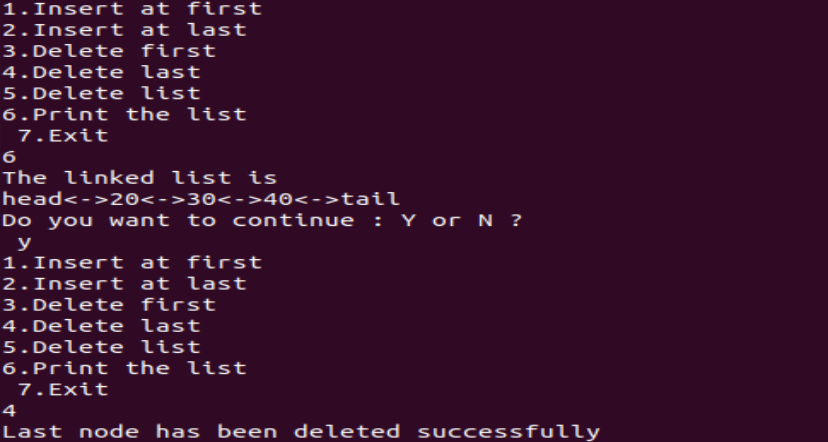 1.Insert at first
2.Insert at last
3.Delete first
4.Delete last
5.Delete list
6.Print the list
7.Exit
6
The linked list is
head<->20<->30<->40<->tail
Do you want to continue : Y or N ?
y
1.Insert at first
2.Insert at last
3.Delete first
4.Delete last
5.Delete list
6.Print the list
7.Exit
4
Last node has been deleted successfully